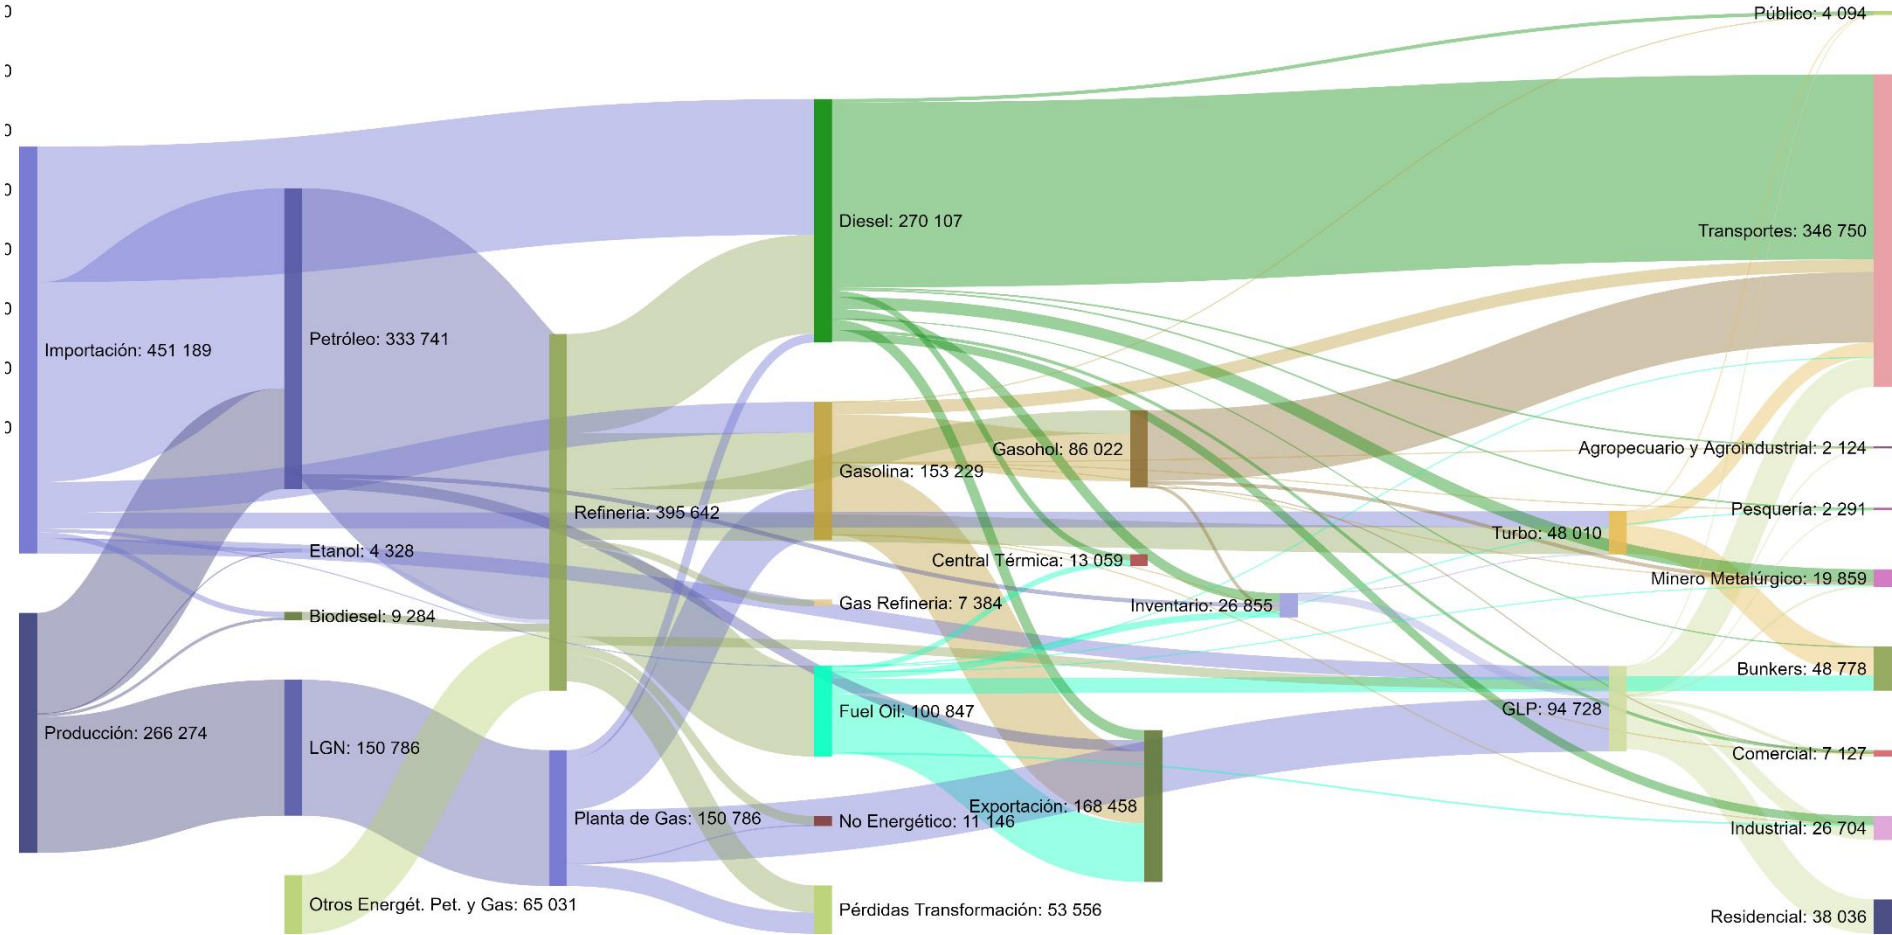 Público: 4 094
Diesel: 270 107
Transportes: 346 750
Petróleo: 333 741
Importación: 451 189
Gasohol: 86 022
Agropecuario y Agroindustrial: 2 124
Gasolina: 153 229
Refineria: 395 642
Pesquería: 2 291
Turbo: 48 010
Etanol: 4 328
Central Térmica: 13 059
Minero Metalúrgico: 19 859
Gas Refineria: 7 384
Inventario: 26 855
Biodiesel: 9 284
Bunkers: 48 778
Fuel Oil: 100 847
GLP: 94 728
Producción: 266 274
LGN: 150 786
Comercial: 7 127
Exportación: 168 458
Planta de Gas: 150 786
No Energético: 11 146
Industrial: 26 704
Otros Energét. Pet. y Gas: 65 031
Pérdidas Transformación: 53 556
Residencial: 38 036